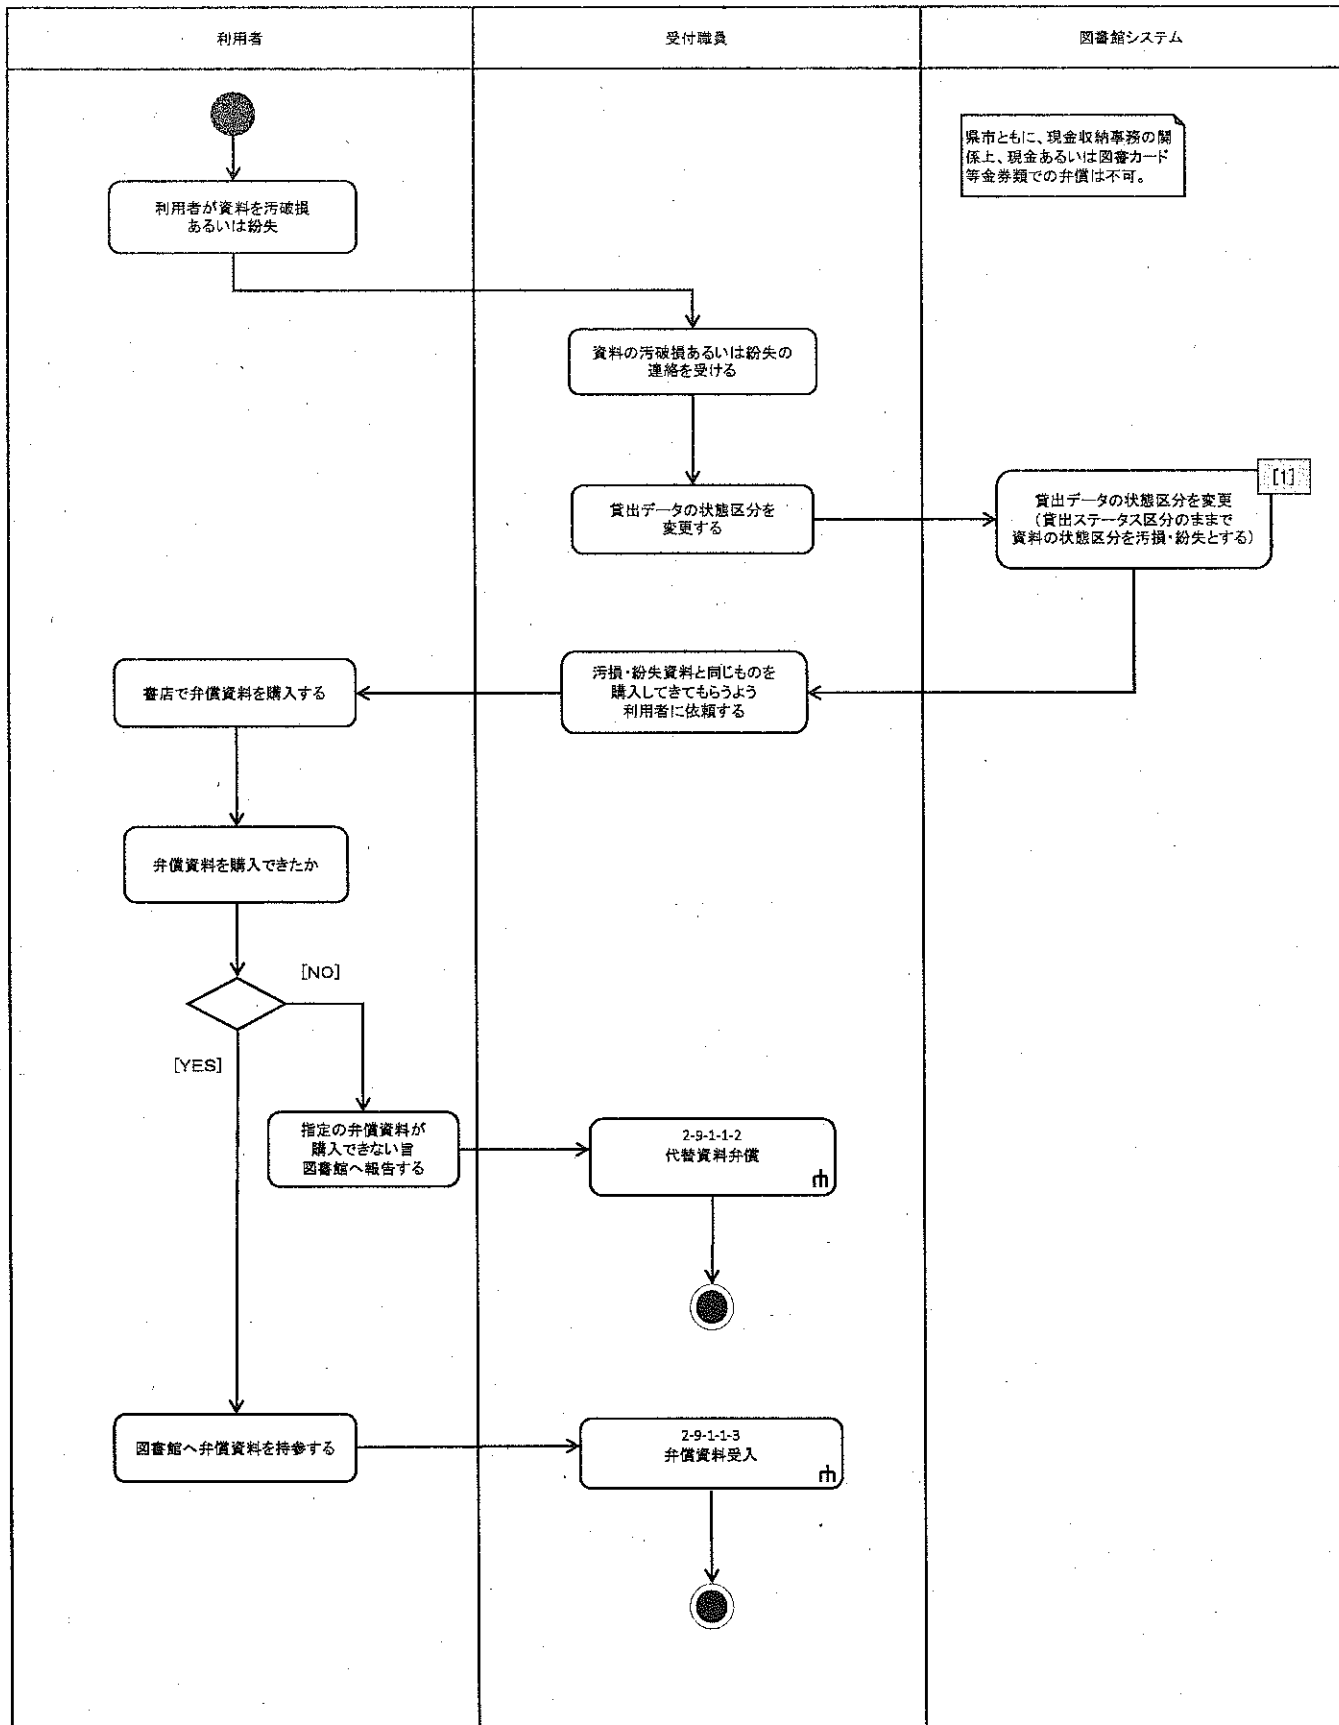 利用者
受付職員
図書館システム
県市ともに、現金収納事務の関
係上、現金あるいは図書カード
等金券類での弁償は不可。
利用者が資料を汚破損
あるいは紛失
資料の汚破損あるいは紛失の
連絡を受ける
貸出データの状態区分を
変更する
[1]
貸出データの状態区分を変更
（貸出ステータス区分のままで
資料の状態区分を汚損・紛失とする）
汚損・紛失資料と同じものを
購入してきてもらうよう
利用者に依頼する
書店で弁償資料を購入する
弁償資料を購入できたか
[NO]
[YES]
指定の弁償資料が
購入できない旨
図書館へ報告する
2-9-1-1-2
代替資料弁償
図書館へ弁償資料を持参する
2-9-1-1-3
弁償資料受入